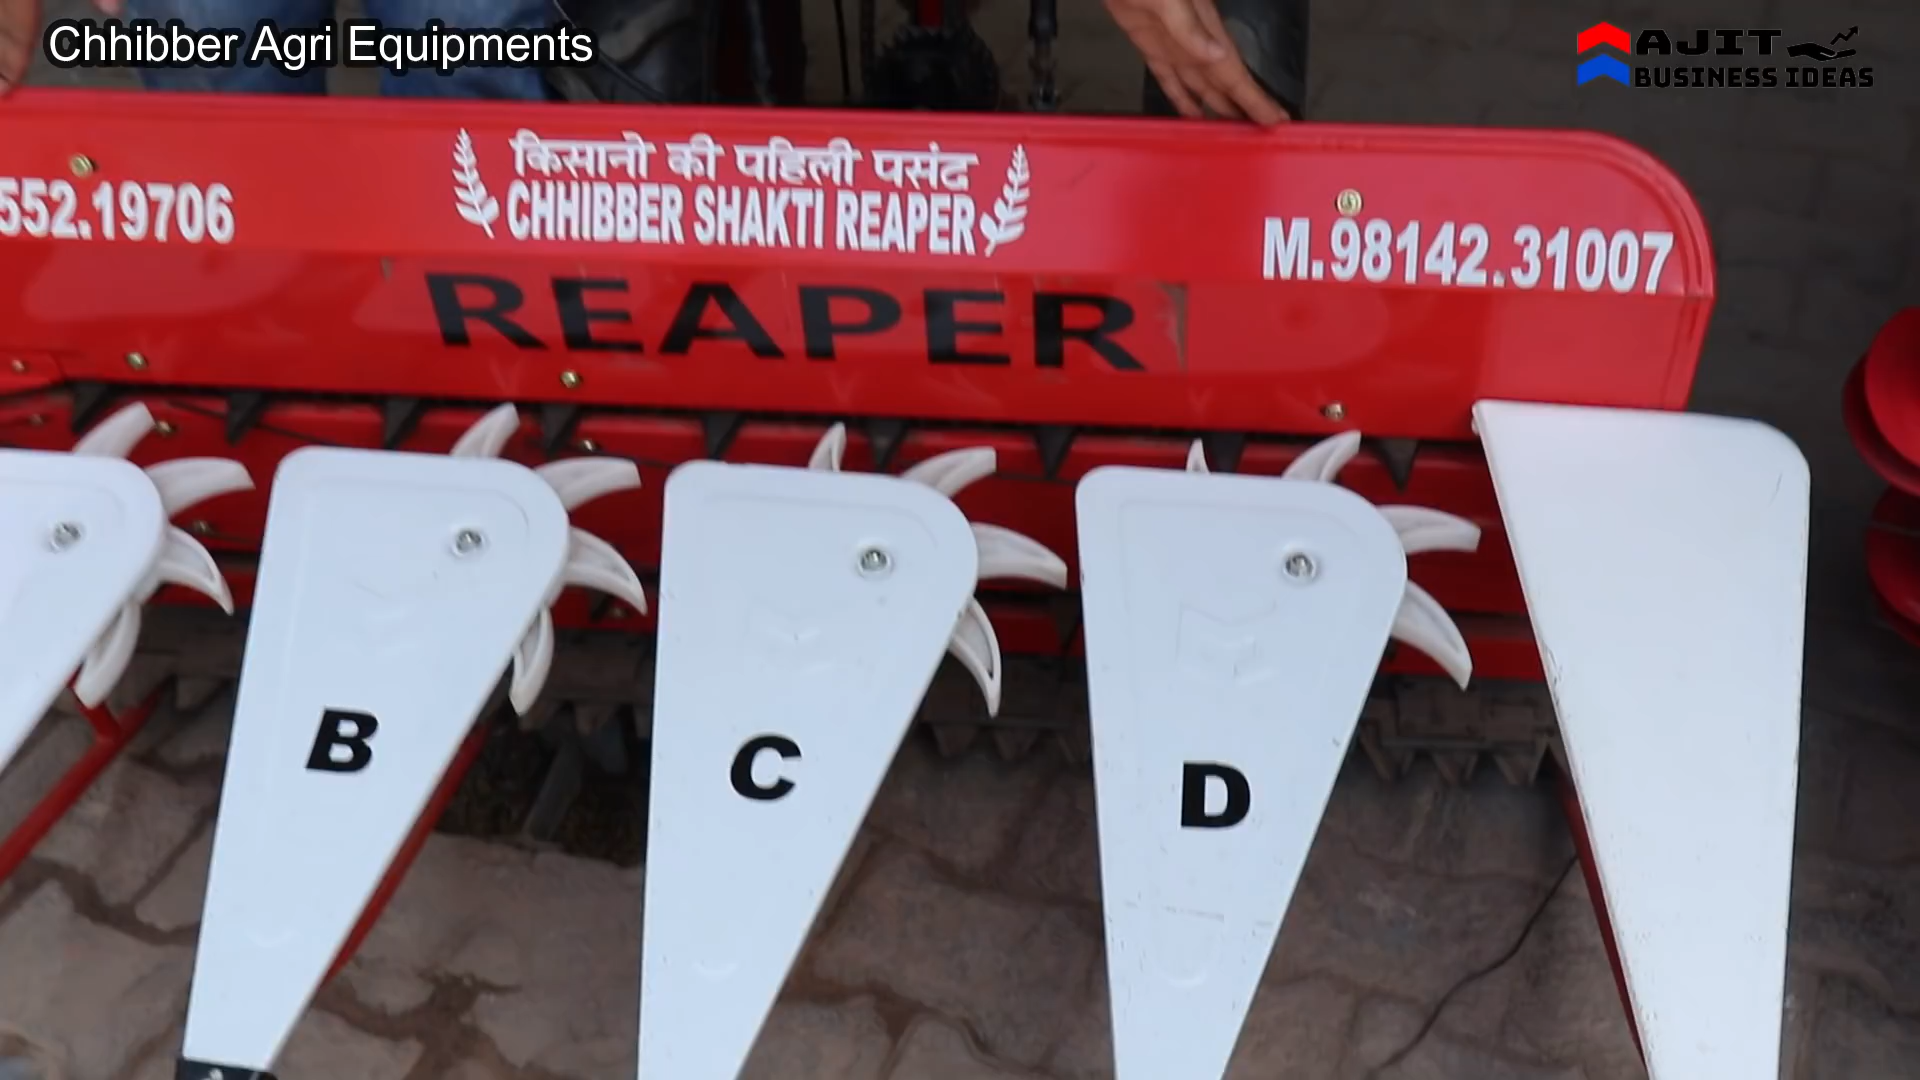 Chhibber Agri Equipments
AJIT
BUSINESS IDEAS
किसानो की पहिली पसंद
552.19706
CHHIBBER SHAKTI REAPER
M.98142.31007
REAPER
B
C
D